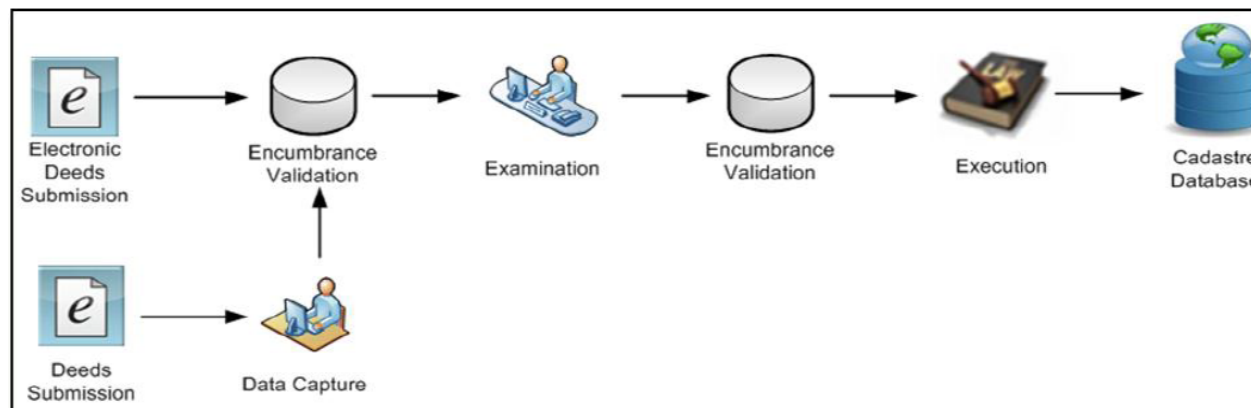 e
Electronic
Deeds
Submission
Encumbrance
Validation
Examination
Encumbrance
Validation
Execution
Cadastre
Database
e
Deeds
Submission
Data Capture